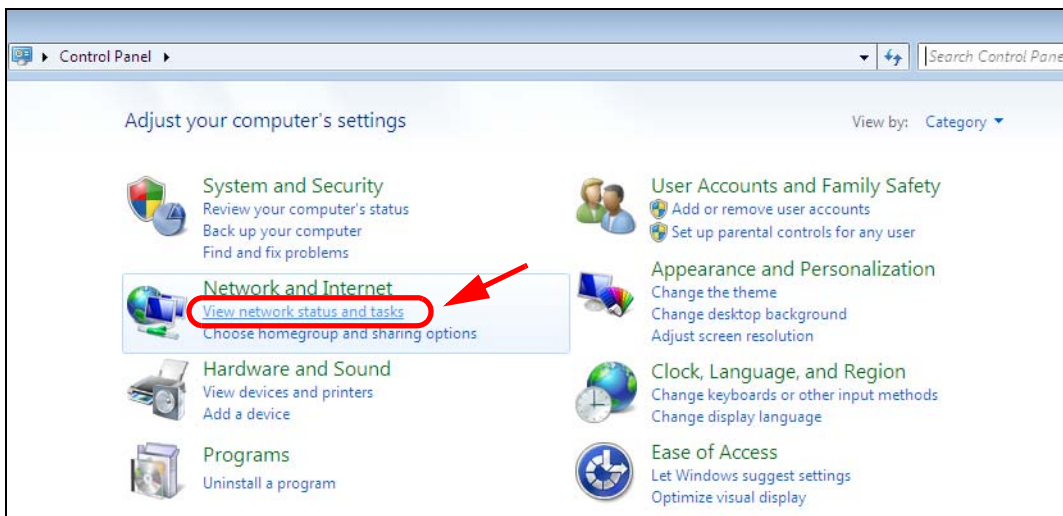 Control Panel
Search Control Pane
Adjust your computer's settings
View by: Category
System and Security
Review your computer's status
Back up your computer
Find and fix problems
Network and Internet
View network status and tasks
Choose homegroup and sharing options
Hardware and Sound
View devices and printers
Add a device
Programs
Uninstall a program
User Accounts and Family Safety
Add or remove user accounts
Set up parental controls for any user
Appearance and Personalization
Change the theme
Change desktop background
Adjust screen resolution
Clock, Language, and Region
Change keyboards or other input methods
Change display language
Ease of Access
Let Windows suggest settings
Optimize visual display